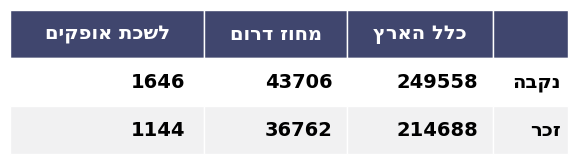 כלל הארץ מחוז דרום לשכת אופקים
נקבה 249558 43706 1646
זכר 214688 36762 1144